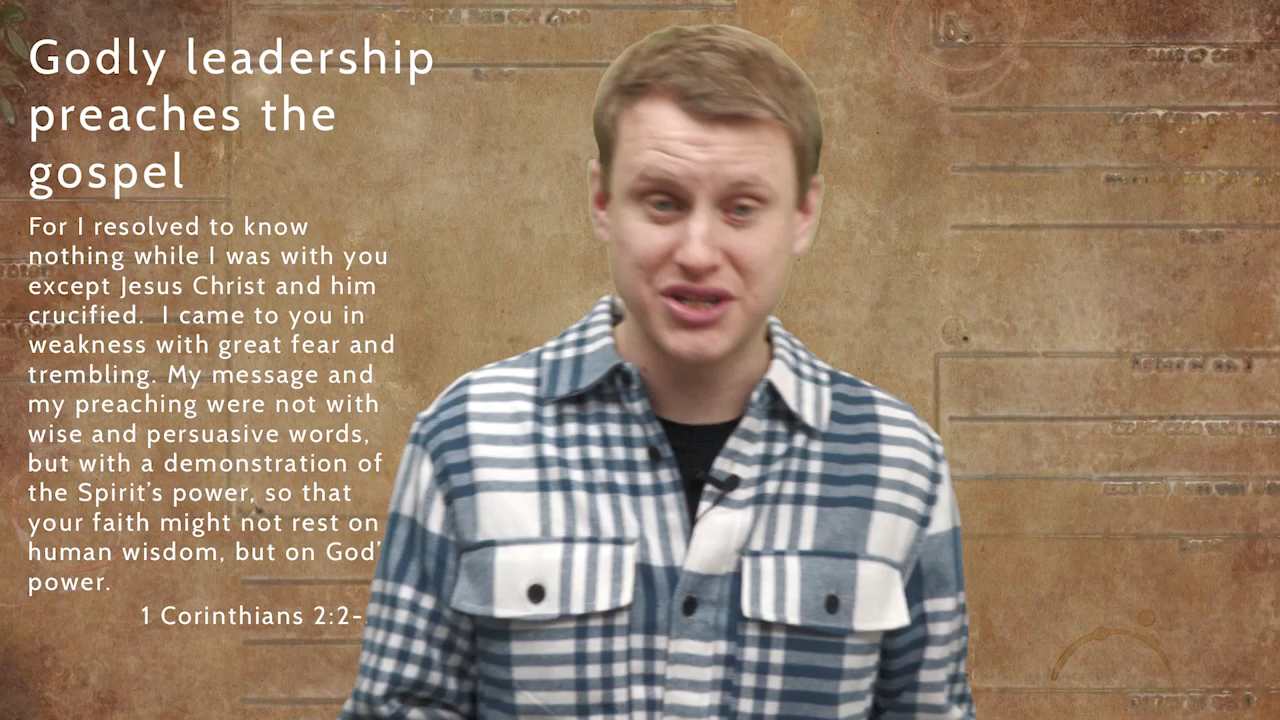 Godly leadership
preaches the
gospel
For I resolved to know
nothing while I was with you
except Jesus Christ and him
crucified.  I came to you in
weakness with great fear and
trembling. My message and
my preaching were not with
wise and persuasive words,
but with a demonstration of
the Spirit’s power, so that
your faith might not rest on
human wisdom, but on God’
power.
1 Corinthians 2:2-